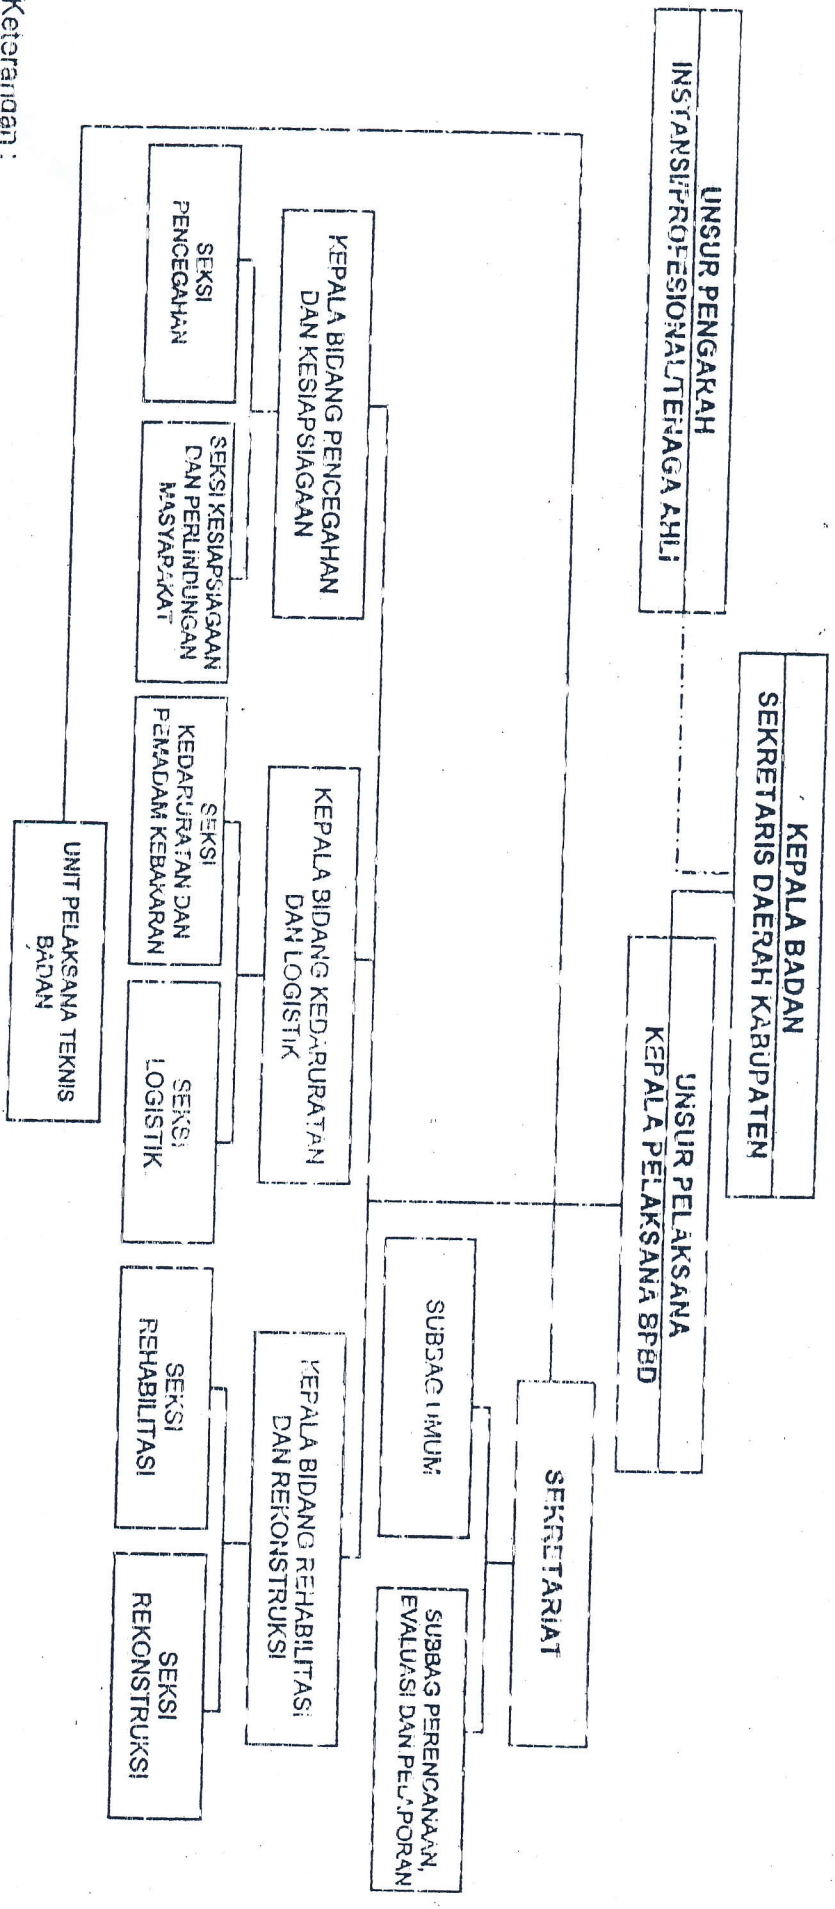 KEPALA BADAN
SEKRETARIS DAERAH KABUPATEN
UNSUR PENGARAH
INSTANSI/PROFESIONAL/TENAGA AHLI
UNSUR PELAKSANA
KEPALA PELAKSANA BPBD
SEKRETARIAT
SUBBAG UMUM
SUBBAG PERENCANAAN,
EVALUASI DAN PELAPORAN
KEPALA BIDANG PENCEGAHAN
DAN KESIAPSIAGAAN
KEPALA BIDANG KEDARURATAN
DAN LOGISTIK
KEPALA BIDANG REHABILITASI
DAN REKONSTRUKSI
SEKSI
PENCEGAHAN
SEKSI KESIAPSIAGAAN
DAN PERLINDUNGAN
MASYARAKAT
SEKSI
KEDARURATAN DAN
PEMADAM KEBAKARAN
SEKSI
LOGISTIK
SEKSI
REHABILITASI
SEKSI
REKONSTRUKSI
UNIT PELAKSANA TEKNIS
BADAN
Keterangan :